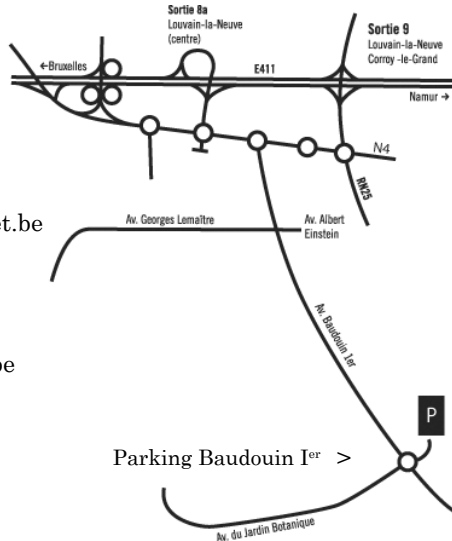 Sortie 8a
Louvain-la-Neuve
(centre)
Sortie 9
Louvain-la-Neuve
Corroy -le-Grand
←Bruxelles
E411
Namur →
N4
RN25
et.be
Av. Georges Lemaître
Av. Albert
Einstein
Av. Baudouin 1er
be
P
Parking Baudouin Ier >
Av. du Jardin Botanique